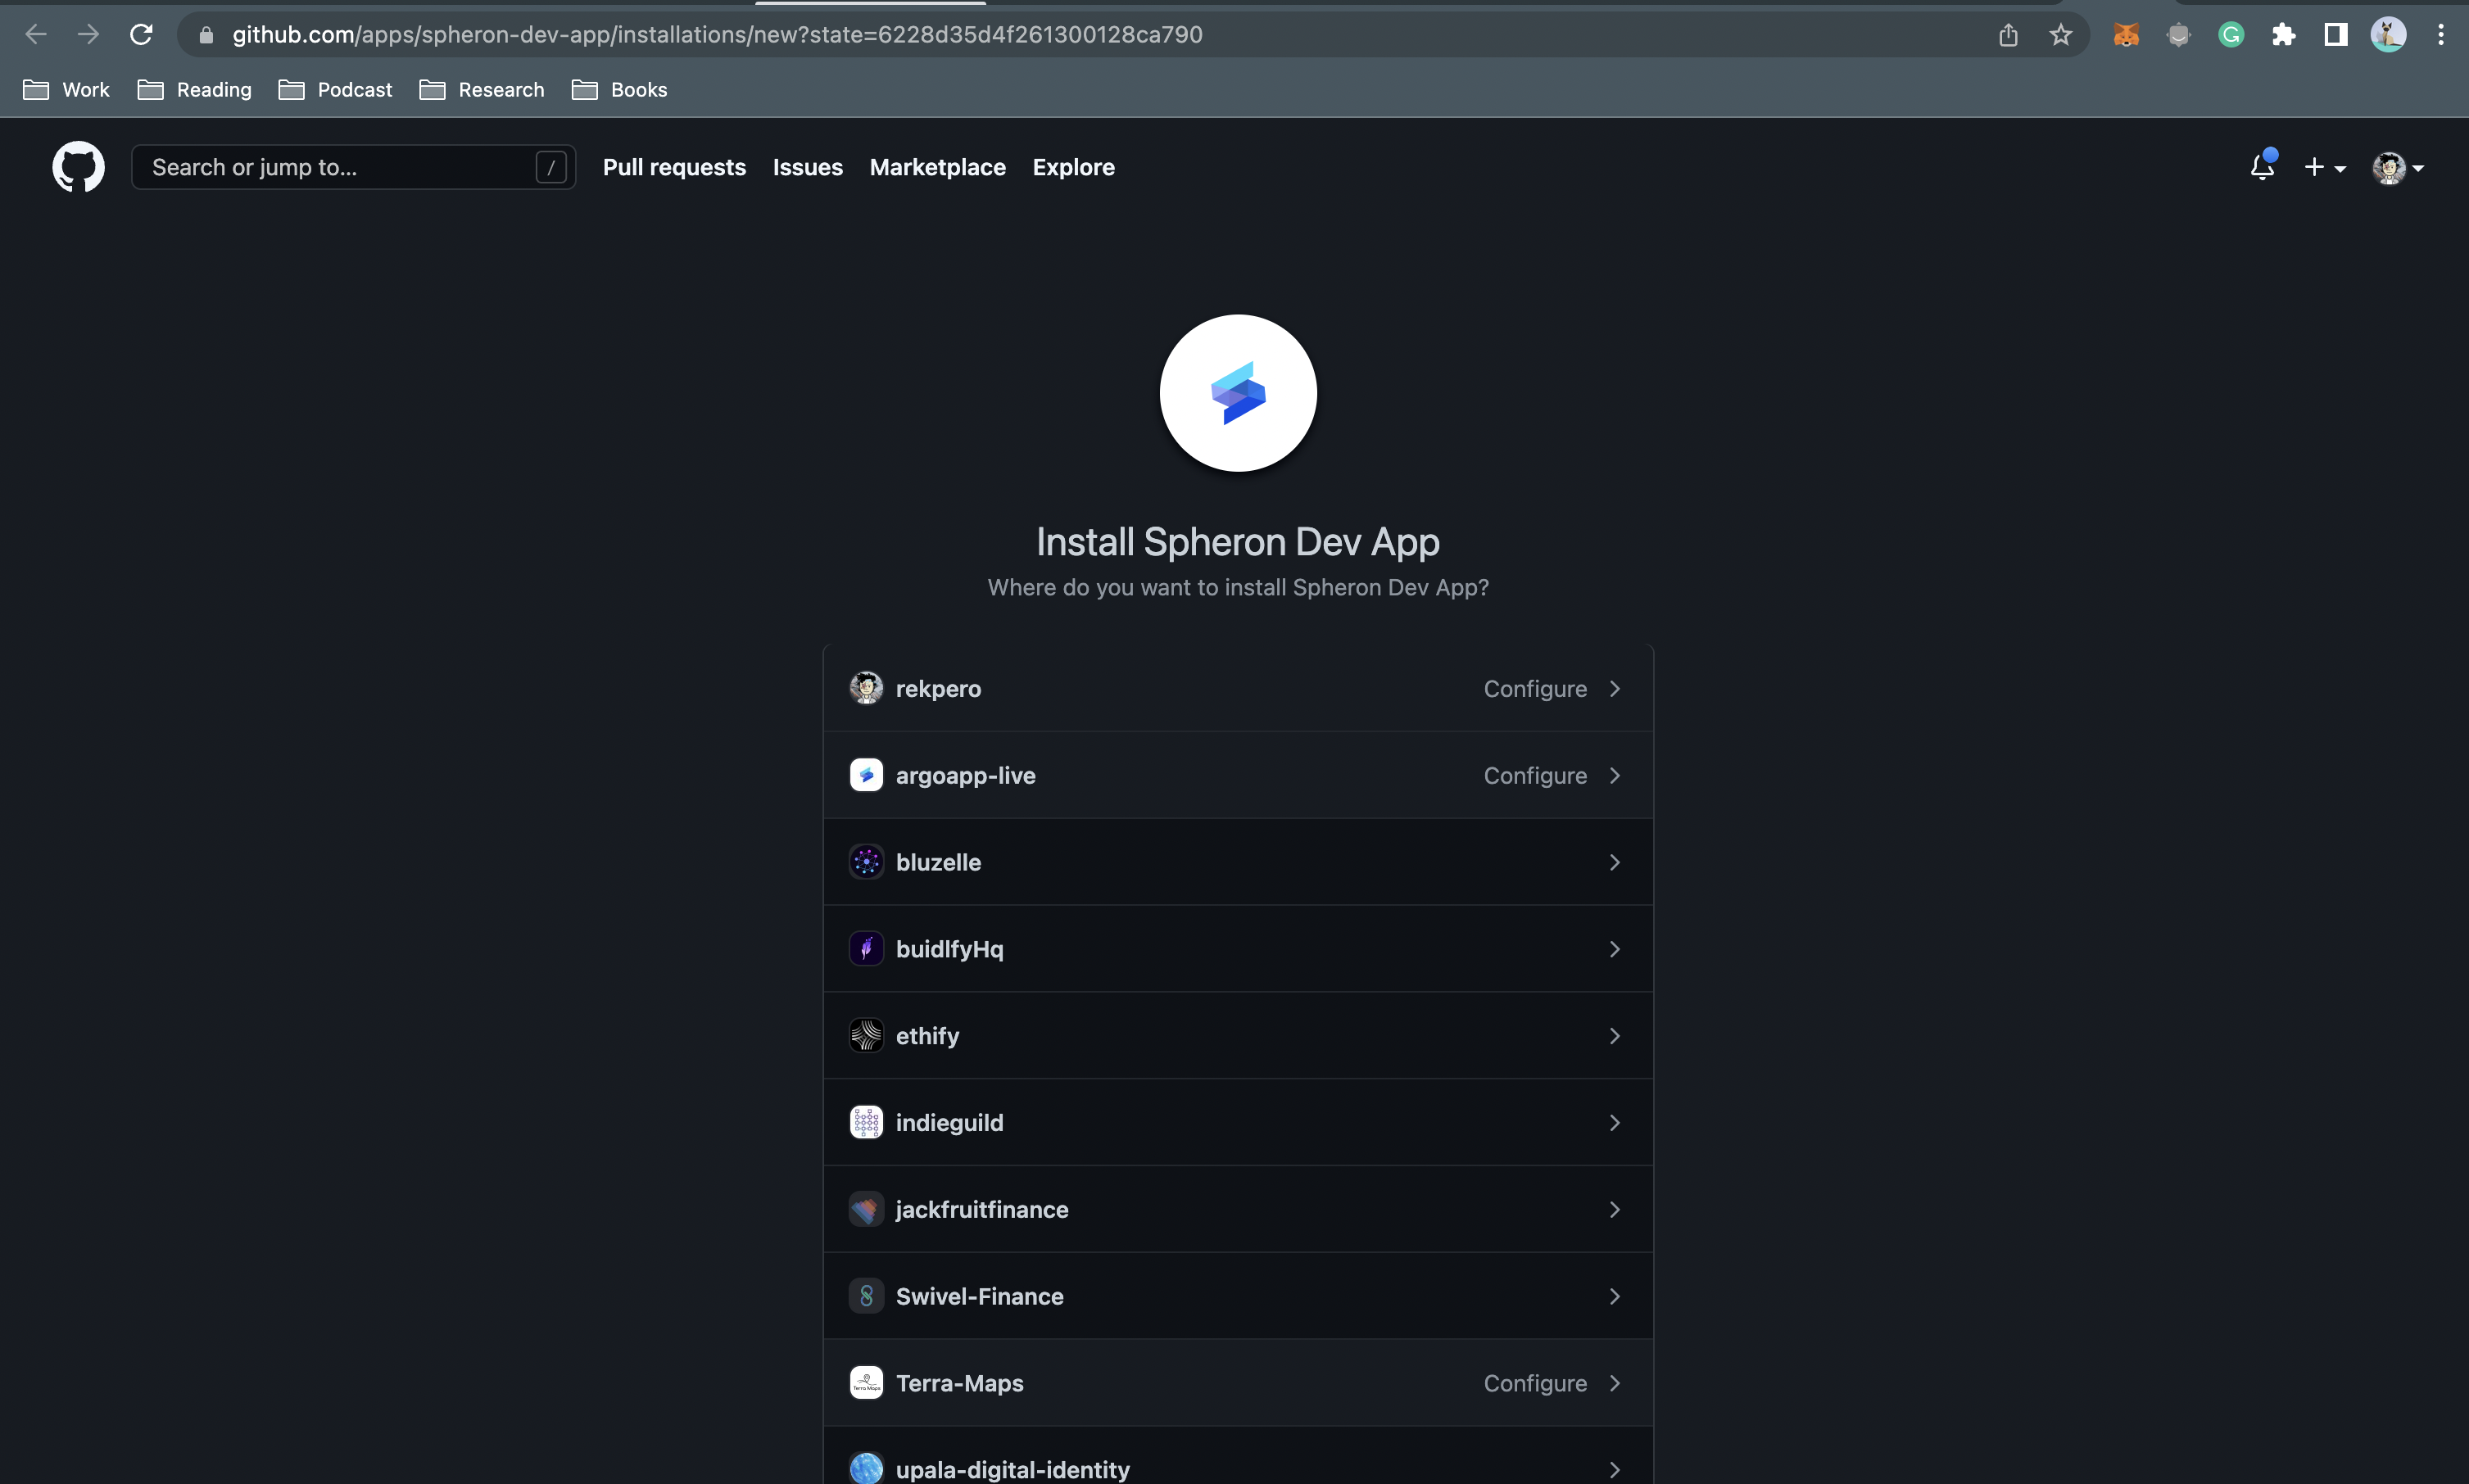 github.com/apps/spheron-dev-app/installations/new?state=6228d35d4f261300128ca790
Work Reading Podcast Research Books
Search or jump to... / Pull requests Issues Marketplace Explore
Install Spheron Dev App
Where do you want to install Spheron Dev App?
rekpero Configure
argoapp-live Configure
bluzelle
buidlfyHq
ethify
indieguild
jackfruitfinance
Swivel-Finance
Terra Maps
Terra-Maps Configure
upala-digital-identity